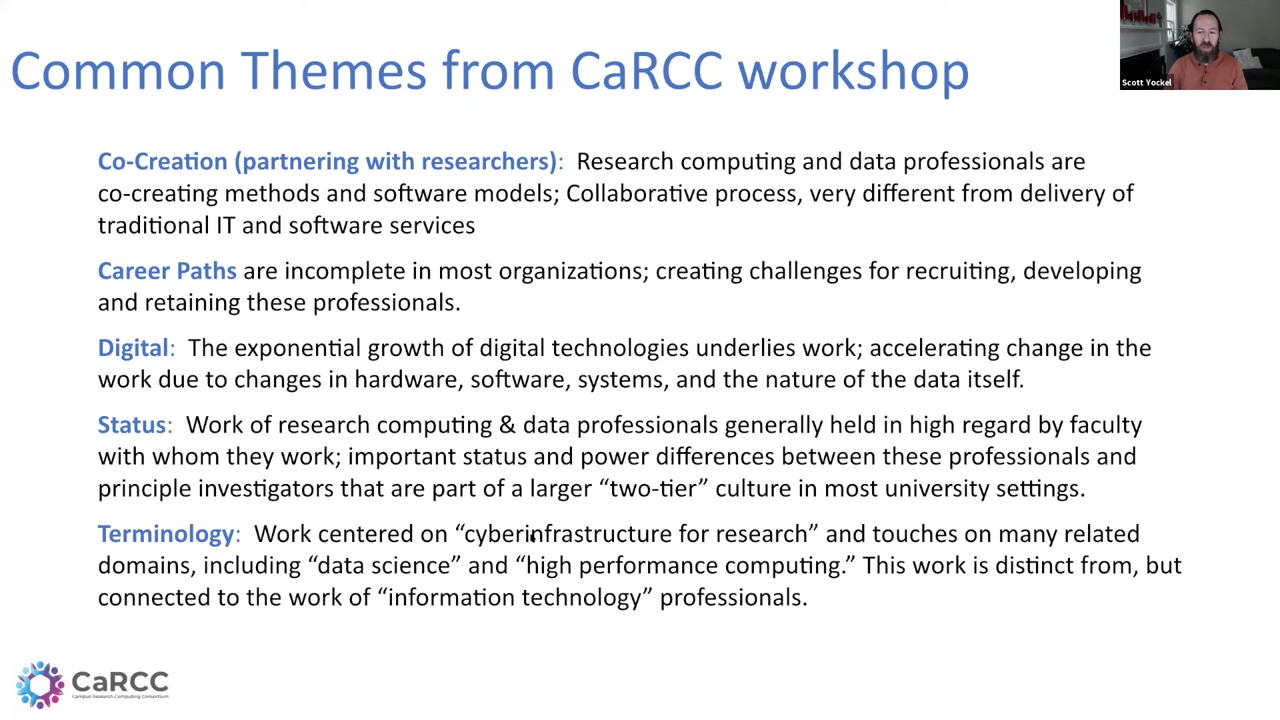 Common Themes from CaRCC workshop
Scott Yockel
Co-Creation (partnering with researchers): Research computing and data professionals are
co-creating methods and software models; Collaborative process, very different from delivery of
traditional IT and software services
Career Paths are incomplete in most organizations; creating challenges for recruiting, developing
and retaining these professionals.
Digital: The exponential growth of digital technologies underlies work; accelerating change in the
work due to changes in hardware, software, systems, and the nature of the data itself.
Status: Work of research computing & data professionals generally held in high regard by faculty
with whom they work; important status and power differences between these professionals and
principle investigators that are part of a larger “two-tier” culture in most university settings.
Terminology: Work centered on “cyberinfrastructure for research” and touches on many related
domains, including “data science” and “high performance computing.” This work is distinct from, but
connected to the work of “information technology” professionals.
CaRCC
Campus Research Computing Consortium